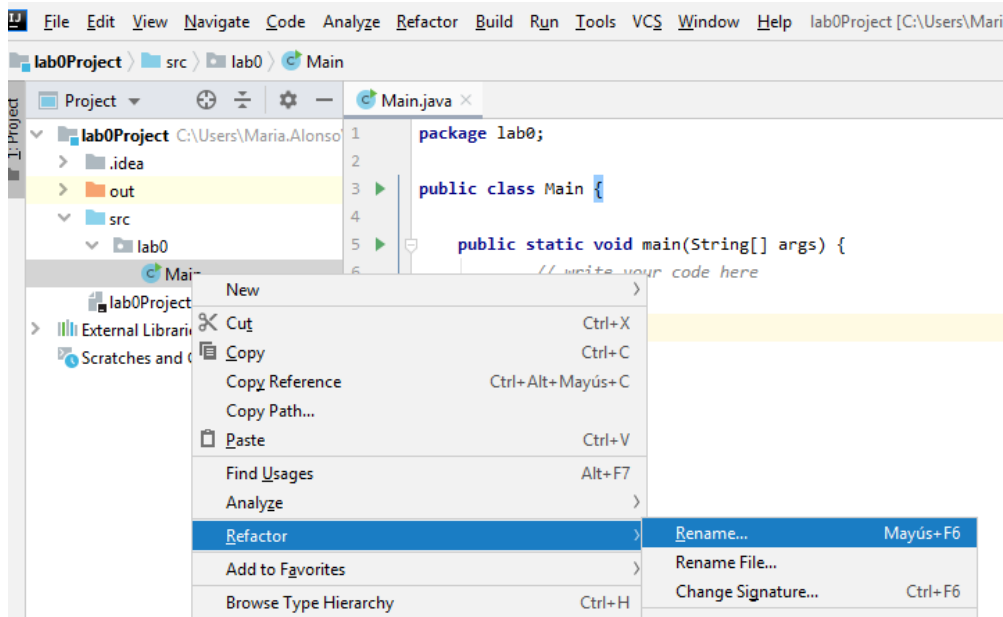 File Edit View Navigate Code Analyze Refactor Build Run Tools VCS Window Help lab0Project [C:\Users\Mari
lab0Project src lab0 Main
1: Project
Project
Main.java
lab0Project C:\Users\Maria.Alonso
.idea
out
src
lab0
Main
lab0Project
External Librari
Scratches and C
1 package lab0;
2
3 public class Main {
4
5 public static void main(String[] args) {
6 // write your code here
New
Cut Ctrl+X
Copy Ctrl+C
Copy Reference Ctrl+Alt+Mayús+C
Copy Path...
Paste Ctrl+V
Find Usages Alt+F7
Analyze
Refactor
Add to Favorites
Browse Type Hierarchy Ctrl+H
Rename... Mayús+F6
Rename File...
Change Signature... Ctrl+F6